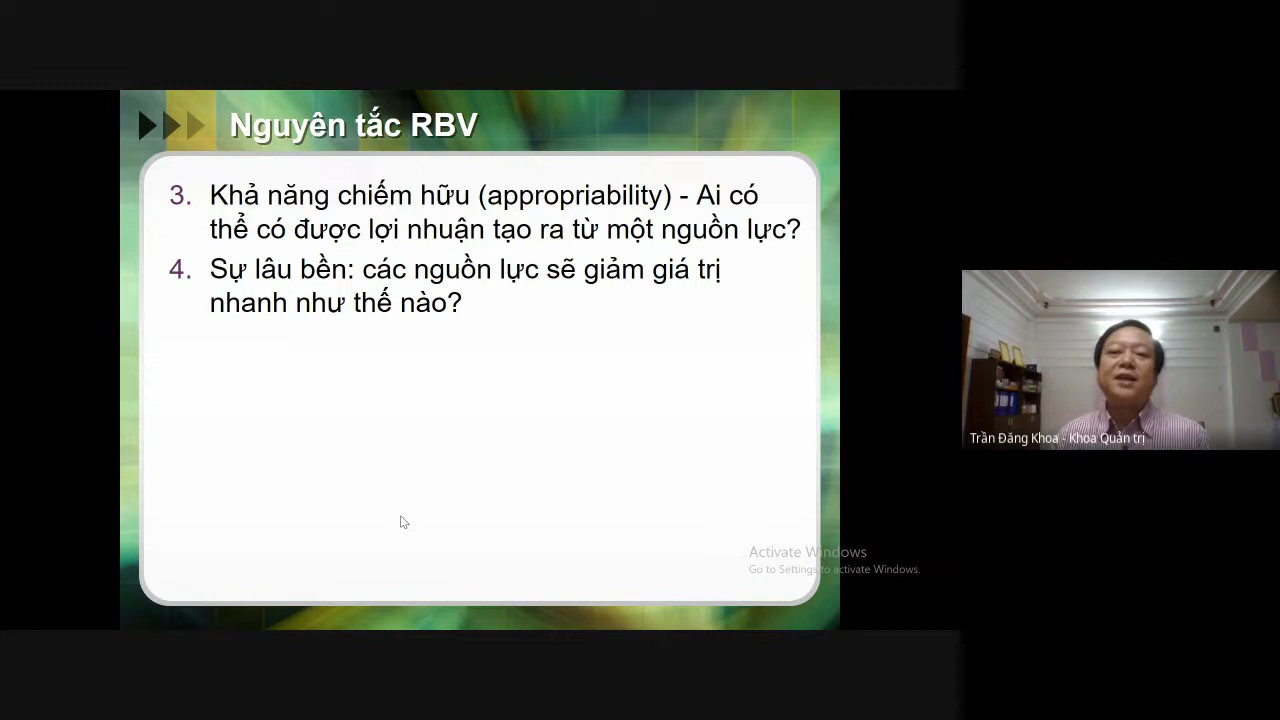 Nguyên tắc RBV
3. Khả năng chiếm hữu (appropriability) - Ai có
thể có được lợi nhuận tạo ra từ một nguồn lực?
4. Sự lâu bền: các nguồn lực sẽ giảm giá trị
nhanh như thế nào?
Trần Đăng Khoa - Khoa Quản trị
Activate Windows
Go to Settings to activate Windows.